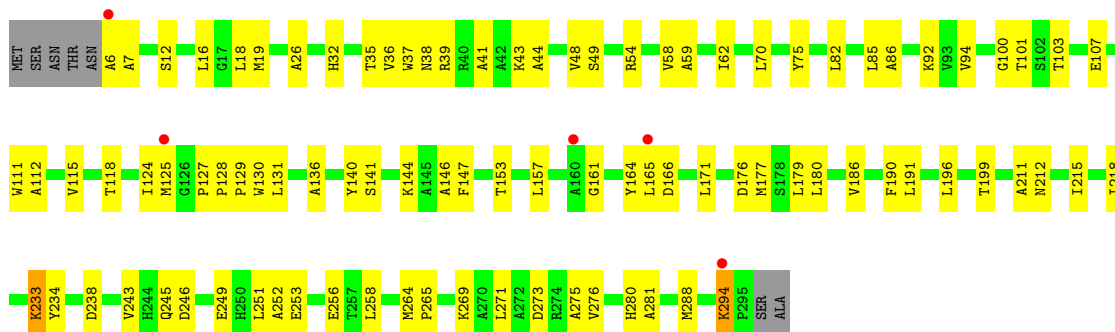 MET SER ASN THR ASN A6 A7 S12 L16 G17 L18 M19 A26 H32 T35 V36 W37 N38 R39 R40 A41 A42 K43 A44 V48 S49 R54 V58 A59 I62 L70 Y75 L82 L85 A86 K92 V93 V94 G100 T101 S102 T103 E107
W111 A112 V115 T118 I124 M125 G126 P127 P128 P129 W130 L131 A136 Y140 S141 K144 A145 A146 F147 T153 L157 A160 G161 Y164 L165 D166 L171 D176 M177 S178 L179 L180 V186 F190 L191 L196 T199 A211 N212 I215
K233 Y234 D238 V243 H244 Q245 D246 E249 H250 L251 A252 E253 E256 T257 L258 M264 P265 K269 A270 L271 A272 D273 R274 A275 V276 H280 A281 M288 K294 P295 SER ALA